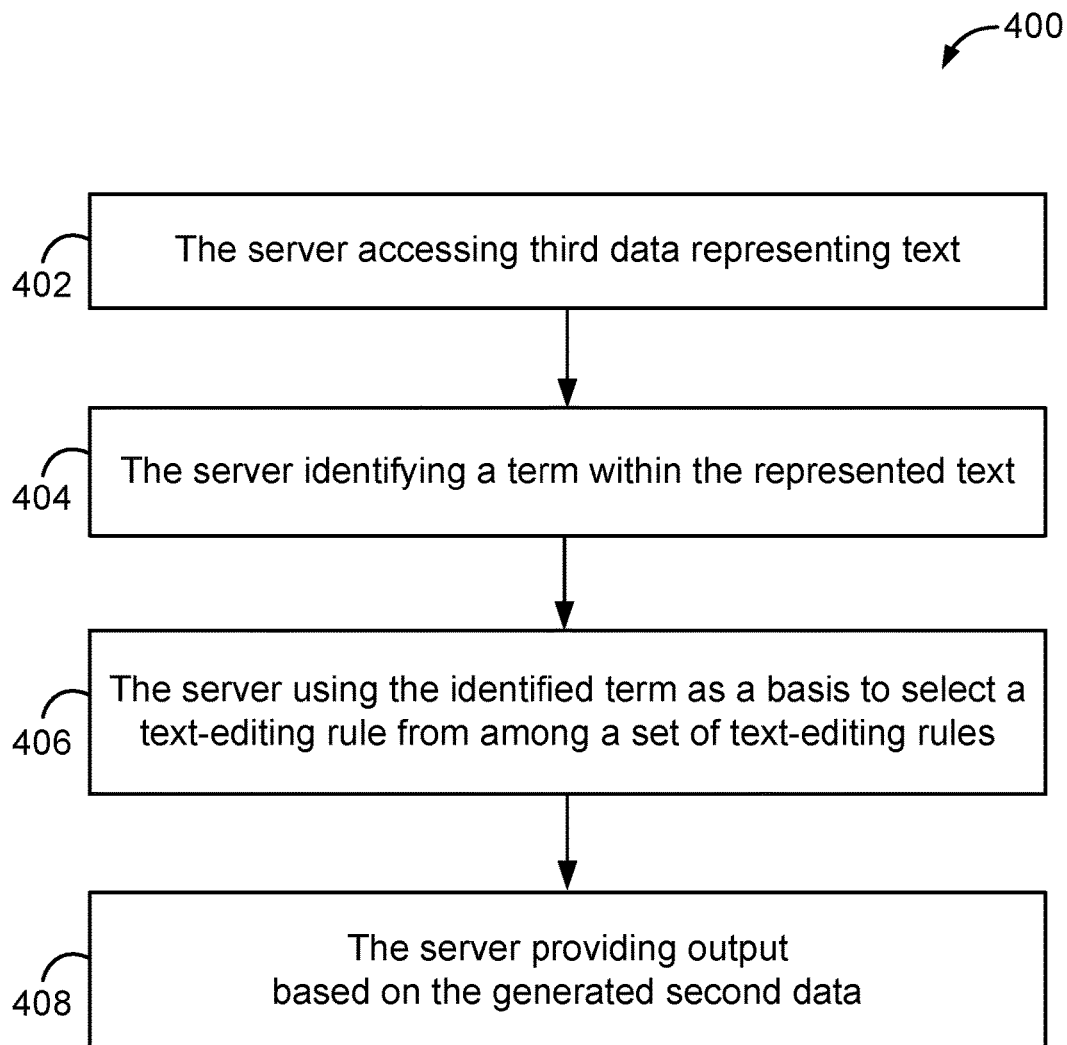 400
The server accessing third data representing text
402
The server identifying a term within the represented text
404
The server using the identified term as a basis to select a
text-editing rule from among a set of text-editing rules
406
The server providing output
based on the generated second data
408